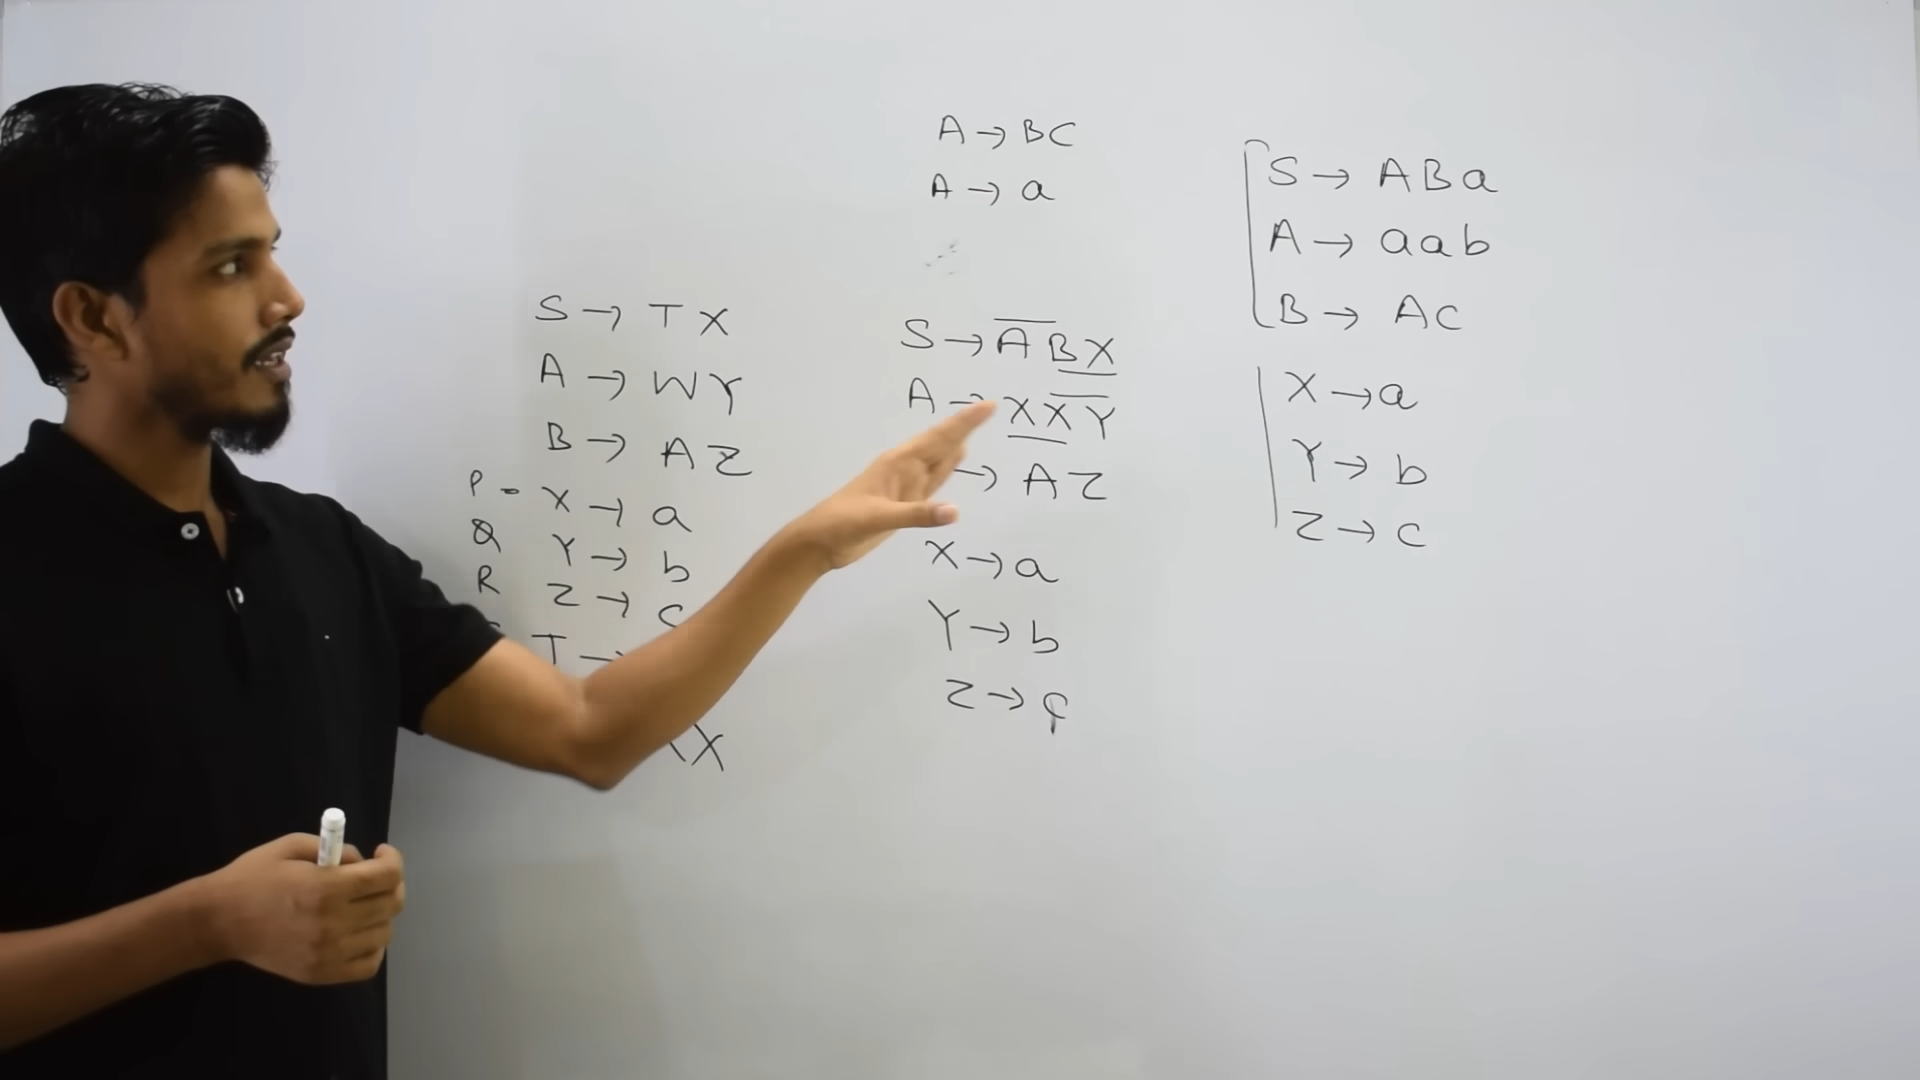 A → BC
A → a
S → TX
A → WY
B → AZ
P - X → a
Q Y → b
R Z → c
T →
X
S → ABX
A → XXY
→ AZ
X → a
Y → b
Z → c
S → ABa
A → aab
B → AC
X → a
Y → b
Z → c